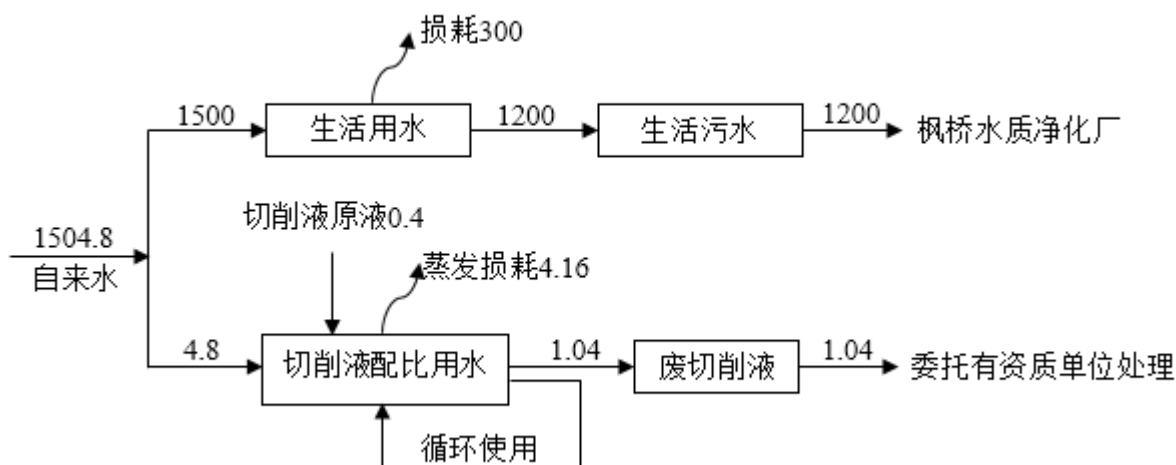 损耗300
1500
生活用水
1200
生活污水
1200
枫桥水质净化厂
切削液原液0.4
1504.8
自来水
蒸发损耗4.16
4.8
切削液配比用水
1.04
废切削液
1.04
委托有资质单位处理
循环使用